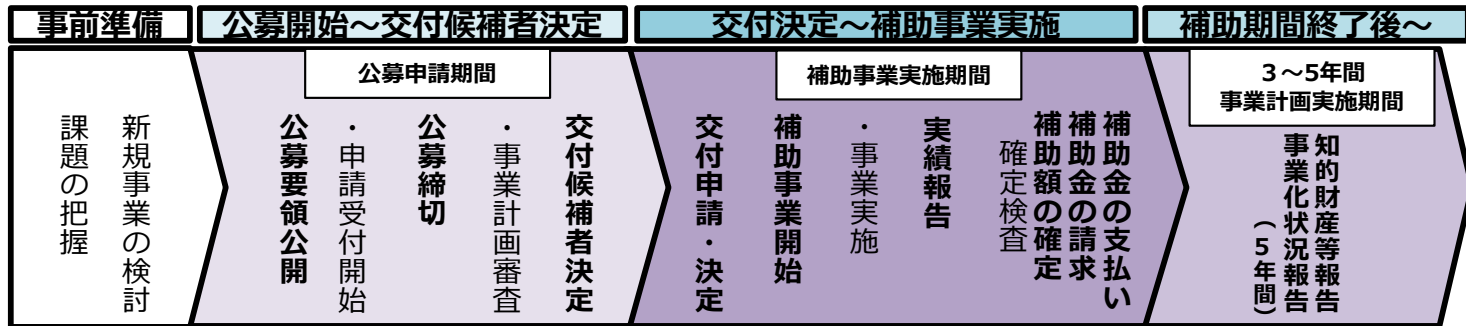 事前準備
公募開始～交付候補者決定
交付決定～補助事業実施
補助期間終了後～
課題の把握
新規事業の検討
公募申請期間
公募要領公開
・申請受付開始
公募締切
・事業計画審査
交付候補者決定
補助事業実施期間
交付申請・決定
補助事業開始
・事業実施
実績報告
確定検査
補助額の確定
補助金の請求
補助金の支払い
３～5年間
事業計画実施期間
事業化状況報告（5年間）
知的財産等報告